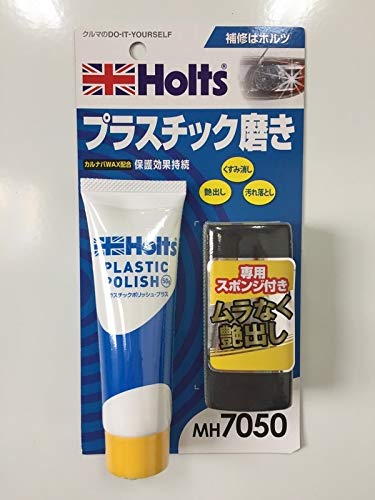 クルマのDO-IT-YOURSELF
補修はホルツ
Holts®
プラスチック磨き
カルナバWAX配合 保護効果持続
くすみ消し
艶出し
汚れ落とし
Holts
PLASTIC
POLISH 50g
ラスチックポリッシュ・プラス
専用
スポンジ付き
ムラなく
艶出し
MH7050